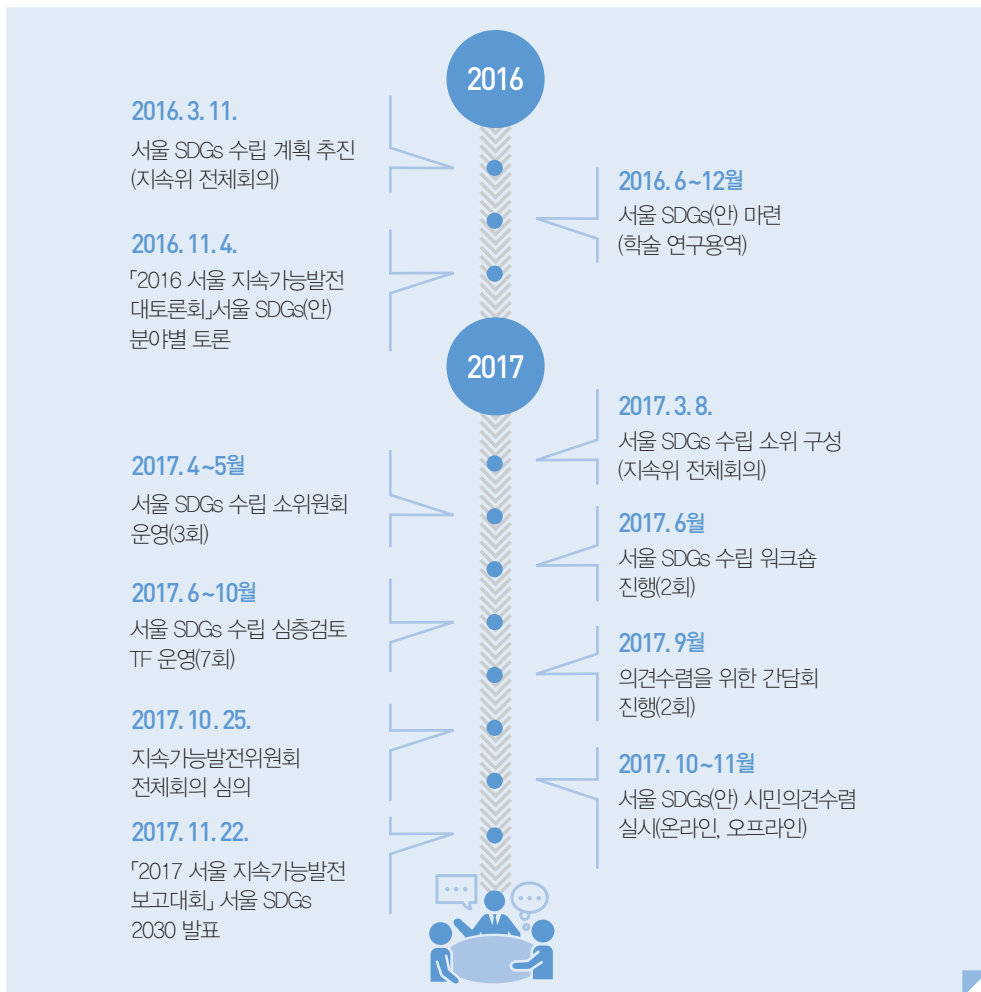 2016
2016. 3. 11.
서울 SDGs 수립 계획 추진
(지속위 전체회의)
2016. 6~12월
서울 SDGs(안) 마련
(학술 연구용역)
2016. 11. 4.
「2016 서울 지속가능발전
대토론회」서울 SDGs(안)
분야별 토론
2017
2017. 3. 8.
서울 SDGs 수립 소위 구성
(지속위 전체회의)
2017. 4~5월
서울 SDGs 수립 소위원회
운영(3회)
2017. 6월
서울 SDGs 수립 워크숍
진행(2회)
2017. 6~10월
서울 SDGs 수립 심층검토
TF 운영(7회)
2017. 9월
의견수렴을 위한 간담회
진행(2회)
2017. 10. 25.
지속가능발전위원회
전체회의 심의
2017. 10~11월
서울 SDGs(안) 시민의견수렴
실시(온라인, 오프라인)
2017. 11. 22.
「2017 서울 지속가능발전
보고대회」 서울 SDGs
2030 발표